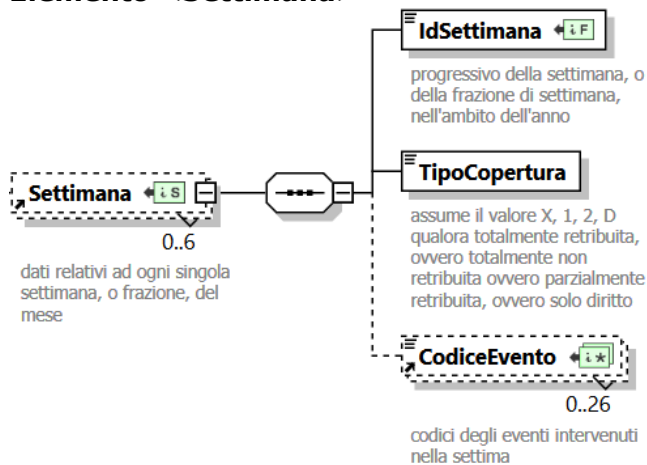 Elemento <Settimana>
IdSettimana
i F
progressivo della settimana, o
della frazione di settimana,
nell'ambito dell'anno
Settimana
i S
0..6
dati relativi ad ogni singola
settimana, o frazione, del
mese
TipoCopertura
assume il valore X, 1, 2, D
qualora totalmente retribuita,
ovvero totalmente non
retribuita ovvero parzialmente
retribuita, ovvero solo diritto
CodiceEvento
i *
0..26
codici degli eventi intervenuti
nella settima